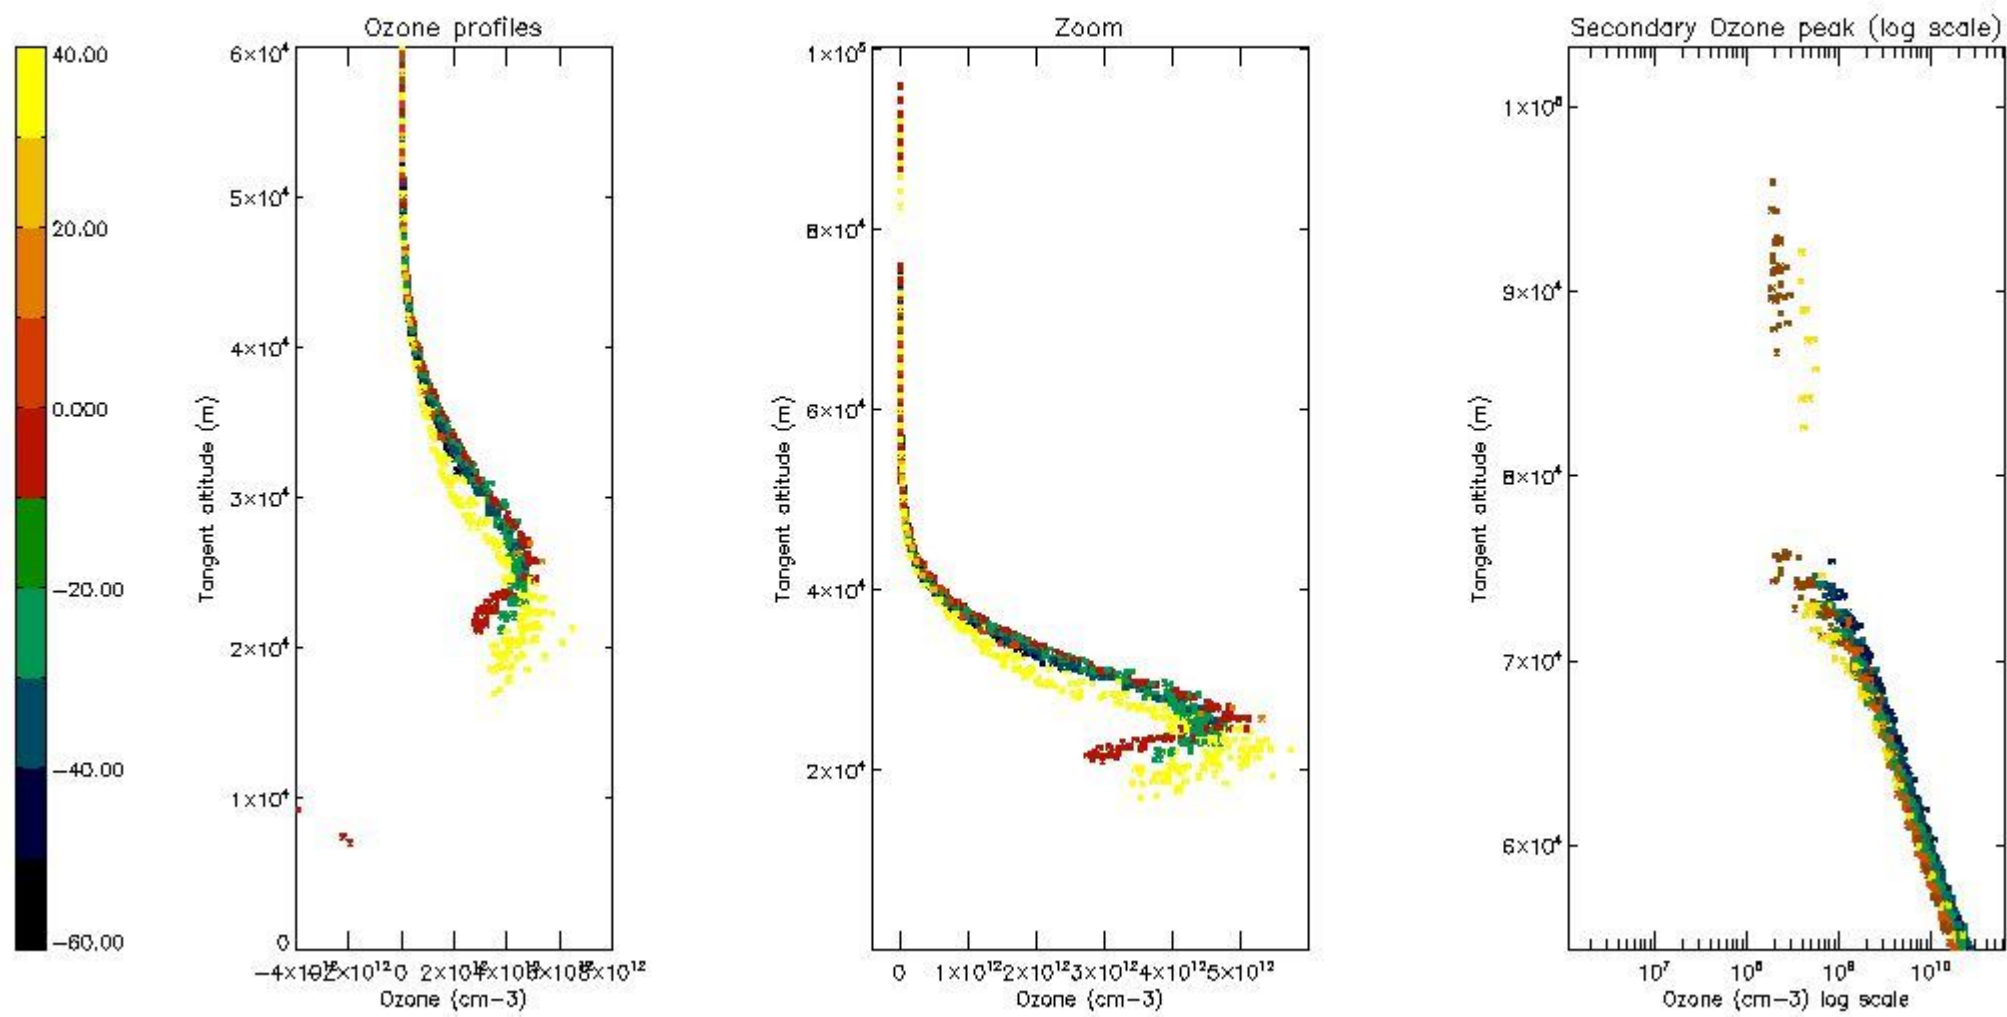 Ozone profiles
Zoom
Secondary Ozone peak (log scale)
40.00
20.00
0.000
−20.00
−40.00
−60.00
6×10⁴
5×10⁴
4×10⁴
3×10⁴
2×10⁴
1×10⁴
0
Tangent altitude (m)
0
Ozone (cm−3)
1×10⁵
8×10⁴
6×10⁴
4×10⁴
2×10⁴
Tangent altitude (m)
0 1×10¹² 2×10¹² 3×10¹² 4×10¹² 5×10¹²
Ozone (cm−3)
9×10⁴
8×10⁴
7×10⁴
6×10⁴
Tangent altitude (m)
10⁷ 10⁸ 10⁹ 10¹⁰
Ozone (cm−3) log scale